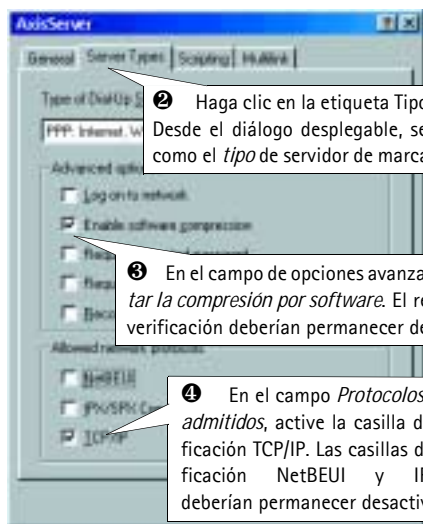 AxisServer
General Server Types Scripting Multilink
Type of Dial-Up S
❷ Haga clic en la etiqueta Tipo
PPP: Internet, W
Desde el diálogo desplegable, se
como el tipo de servidor de marca
Advanced optio
Log on to network
Enable software compression
Requ
❸ En el campo de opciones avanza
tar la compresión por software. El re
verificación deberían permanecer de
Requ
Reco
Allowed network protocols:
NetBEUI
❹ En el campo Protocolos
admitidos, active la casilla d
IPX/SPX Co
ficación TCP/IP. Las casillas d
TCP/IP
ficación NetBEUI y IP
deberían permanecer desactiv